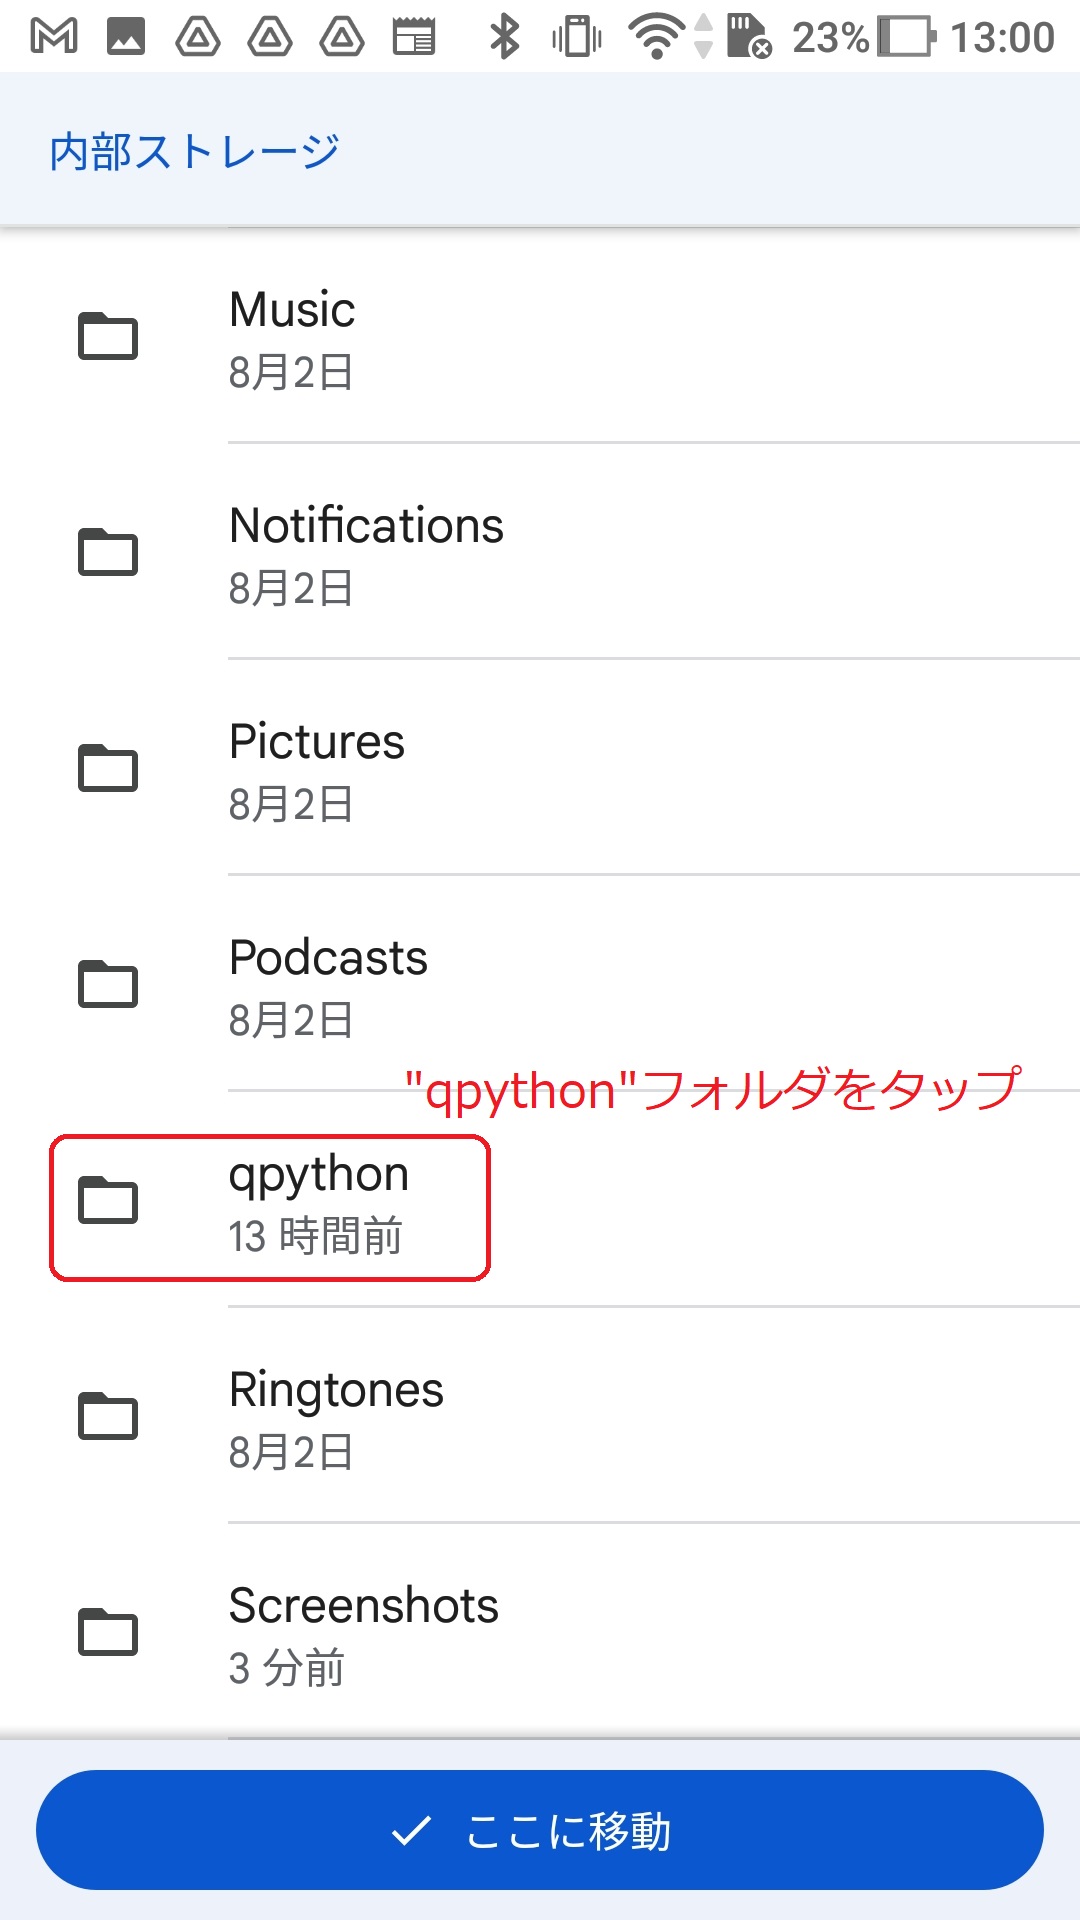 23% 13:00
内部ストレージ
Music
8月2日
Notifications
8月2日
Pictures
8月2日
Podcasts
8月2日
"qpython"フォルダをタップ
qpython
13 時間前
Ringtones
8月2日
Screenshots
3 分前
ここに移動